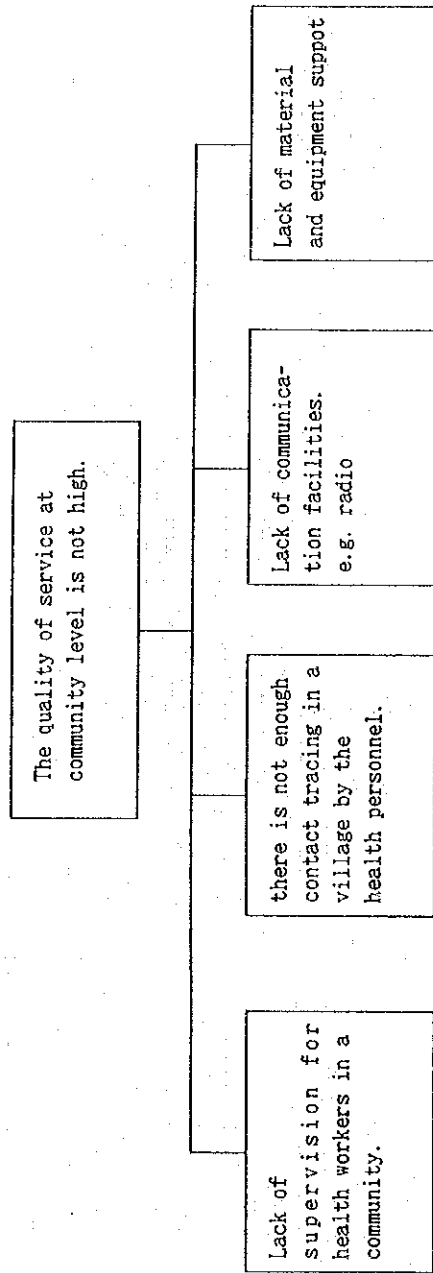 The quality of service at
community level is not high.
Lack of
supervision for
health workers in a
community.
there is not enough
contact tracing in a
village by the
health personnel.
Lack of communica-
tion facilities.
e.g. radio
Lack of material
and equipment suppot